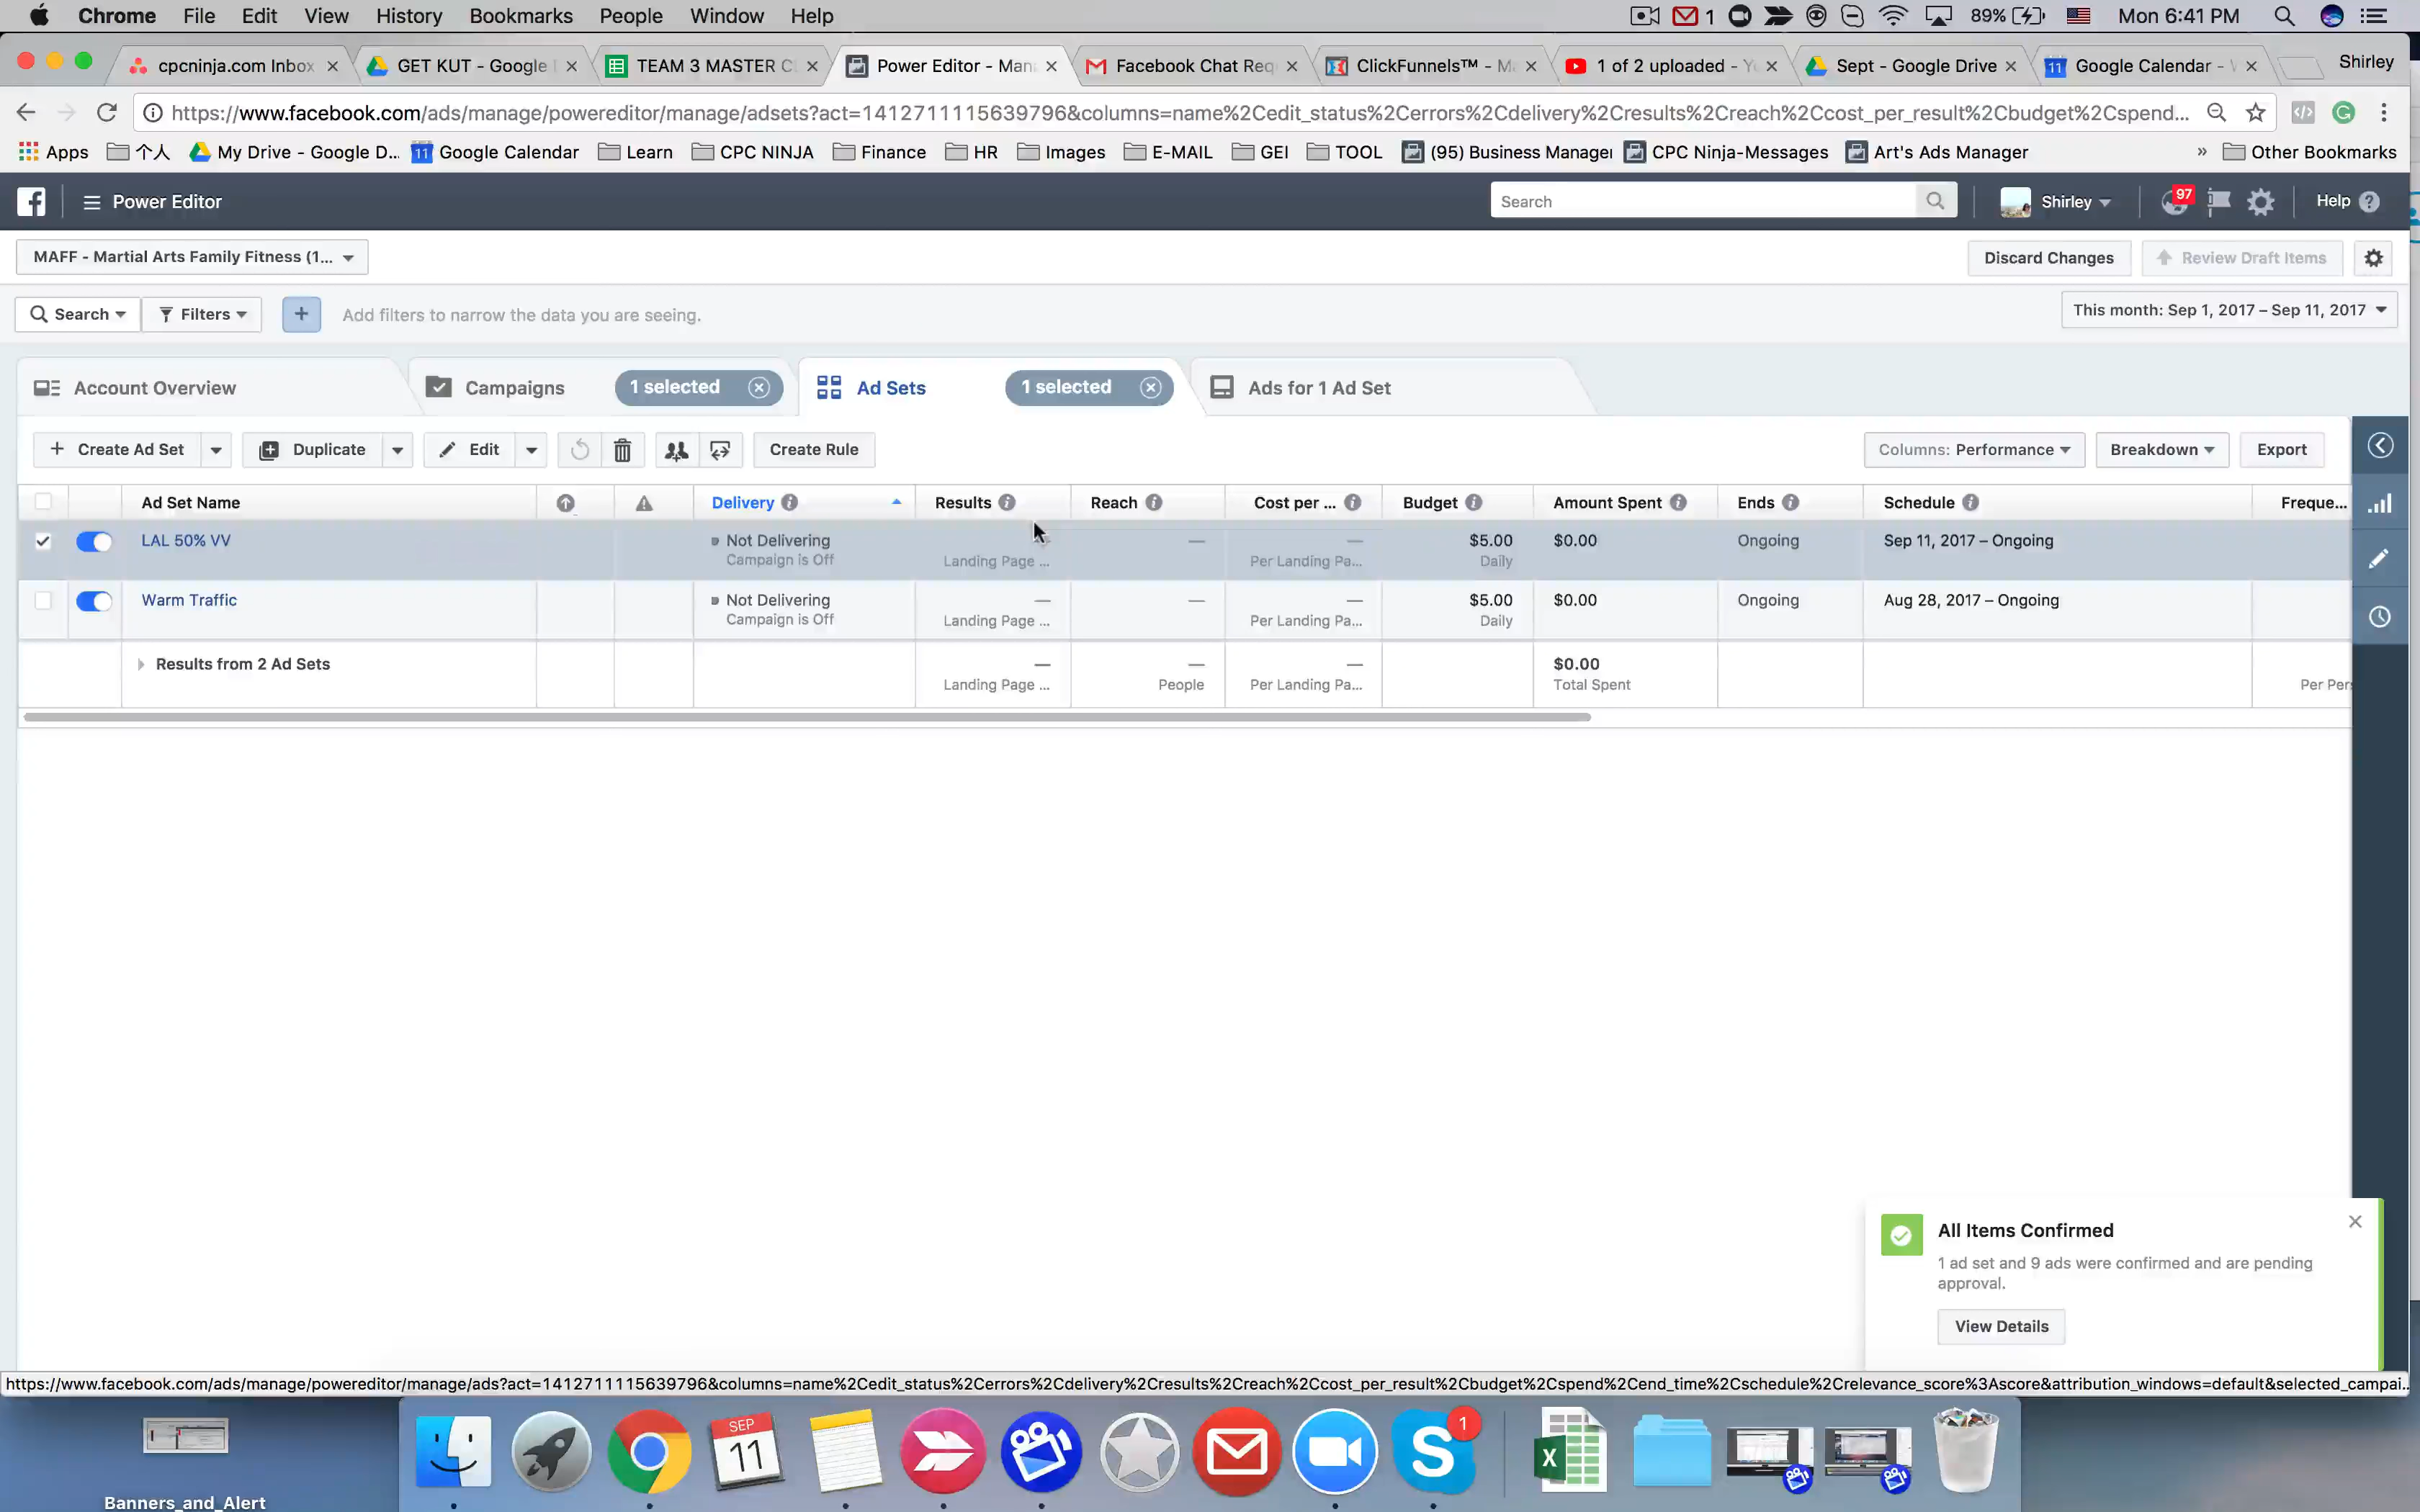 Chrome File Edit View History Bookmarks People Window Help 1 89% Mon 6:41 PM
cpcninja.com Inbox GET KUT - Google TEAM 3 MASTER C Power Editor - Man Facebook Chat Req ClickFunnels™ - M 1 of 2 uploaded - Y Sept - Google Drive 11 Google Calendar - Shirley
https://www.facebook.com/ads/manage/powereditor/manage/adsets?act=1412711115639796&columns=name%2Cedit_status%2Cerrors%2Cdelivery%2Cresults%2Creach%2Ccost_per_result%2Cbudget%2Cspend...
Apps 个人 My Drive - Google D... 11 Google Calendar Learn CPC NINJA Finance HR Images E-MAIL GEI TOOL (95) Business Manager CPC Ninja-Messages Art's Ads Manager » Other Bookmarks
Power Editor Search Shirley 97 Help ?
MAFF - Martial Arts Family Fitness (1... Discard Changes Review Draft Items
Search Filters + Add filters to narrow the data you are seeing. This month: Sep 1, 2017 – Sep 11, 2017
Account Overview Campaigns 1 selected Ad Sets 1 selected Ads for 1 Ad Set
+ Create Ad Set Duplicate Edit Create Rule Columns: Performance Breakdown Export
Ad Set Name Delivery Results Reach Cost per ... Budget Amount Spent Ends Schedule Freque...
LAL 50% VV Not Delivering — $5.00 $0.00 Ongoing Sep 11, 2017 – Ongoing
Campaign is Off Landing Page ... Per Landing Pa... Daily
Warm Traffic Not Delivering — — — $5.00 $0.00 Ongoing Aug 28, 2017 – Ongoing
Campaign is Off Landing Page ... Per Landing Pa... Daily
Results from 2 Ad Sets — — — $0.00
Landing Page ... People Per Landing Pa... Total Spent Per Per
All Items Confirmed
1 ad set and 9 ads were confirmed and are pending
approval.
View Details
https://www.facebook.com/ads/manage/powereditor/manage/ads?act=1412711115639796&columns=name%2Cedit_status%2Cerrors%2Cdelivery%2Cresults%2Creach%2Ccost_per_result%2Cbudget%2Cspend%2Cend_time%2Cschedule%2Crelevance_score%3Ascore&attribution_windows=default&selected_campai...
SEP
11
X
S
1
Banners_and_Alert